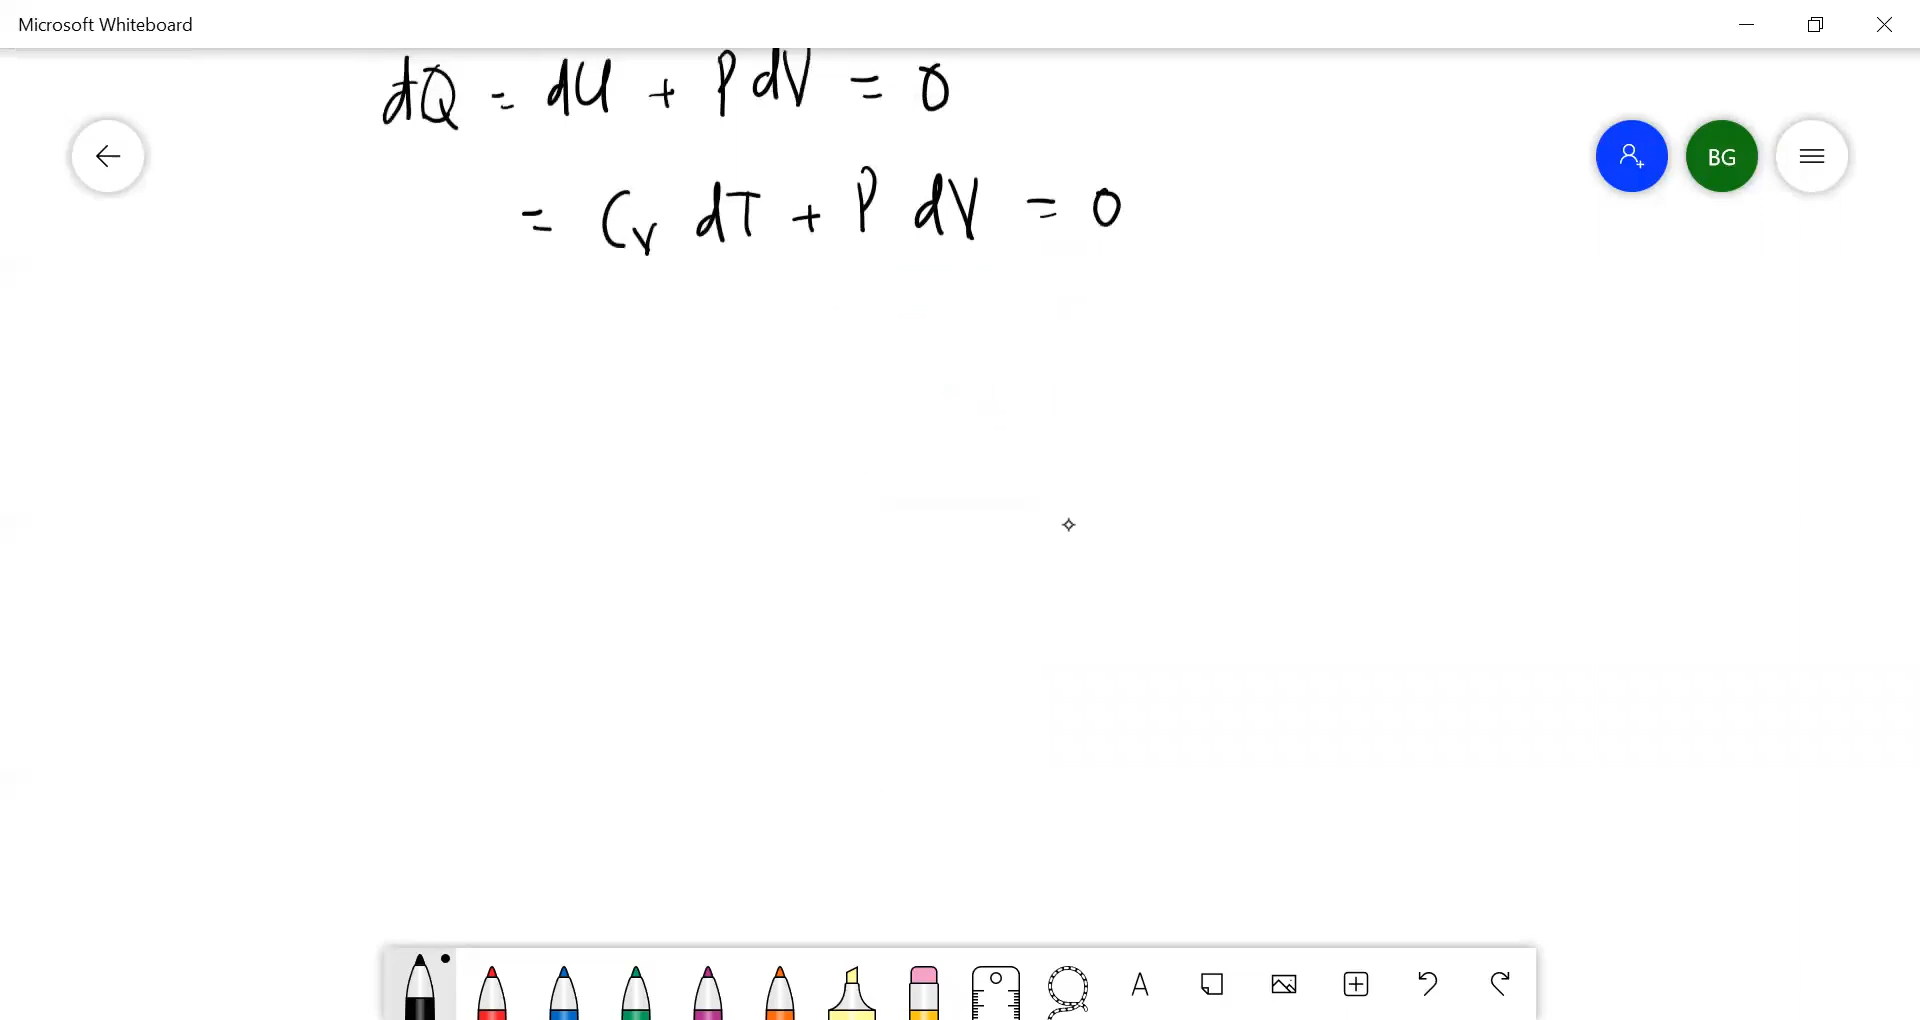 Microsoft Whiteboard
dQ = dU + P dV = 0
BG
= Cv dT + P dV = 0
A